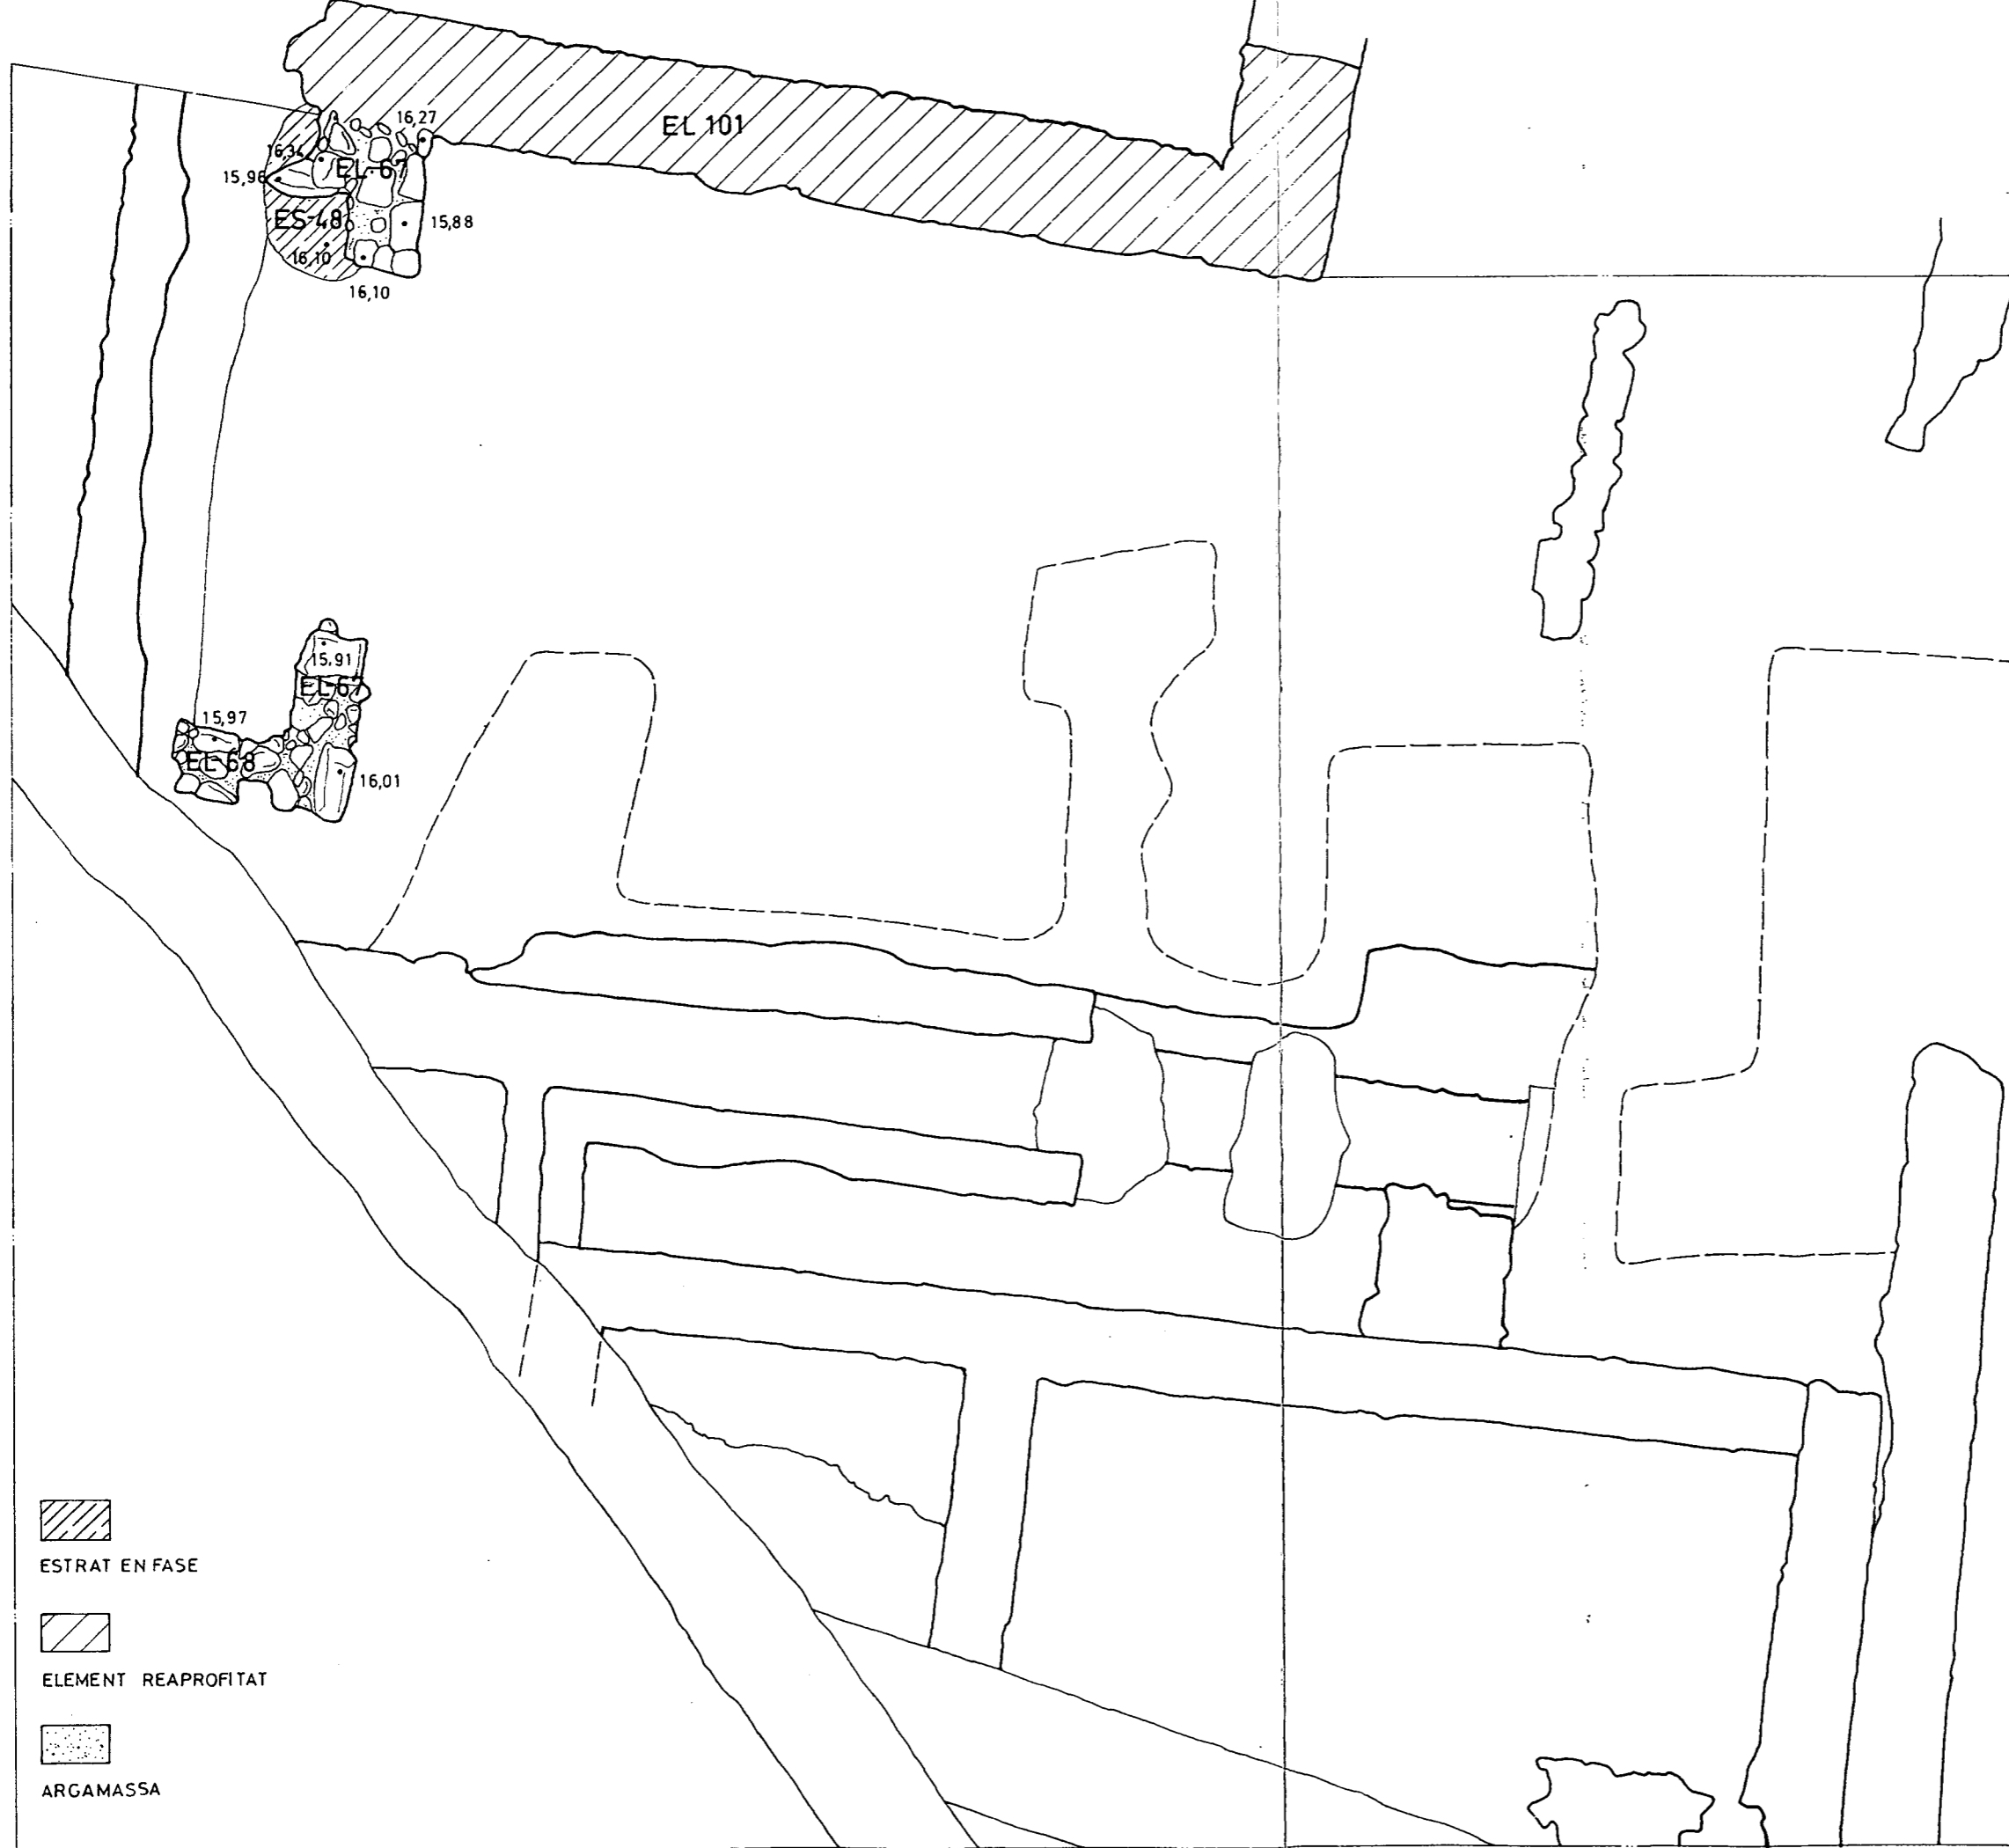 EL 101
16,27
16,34
EL-67
15,96
ES-48
15,88
16,10
16,10
15,91
EL-67
15,97
EL-68
16,01
ESTRAT EN FASE
ELEMENT REAPROFITAT
ARGAMASSA